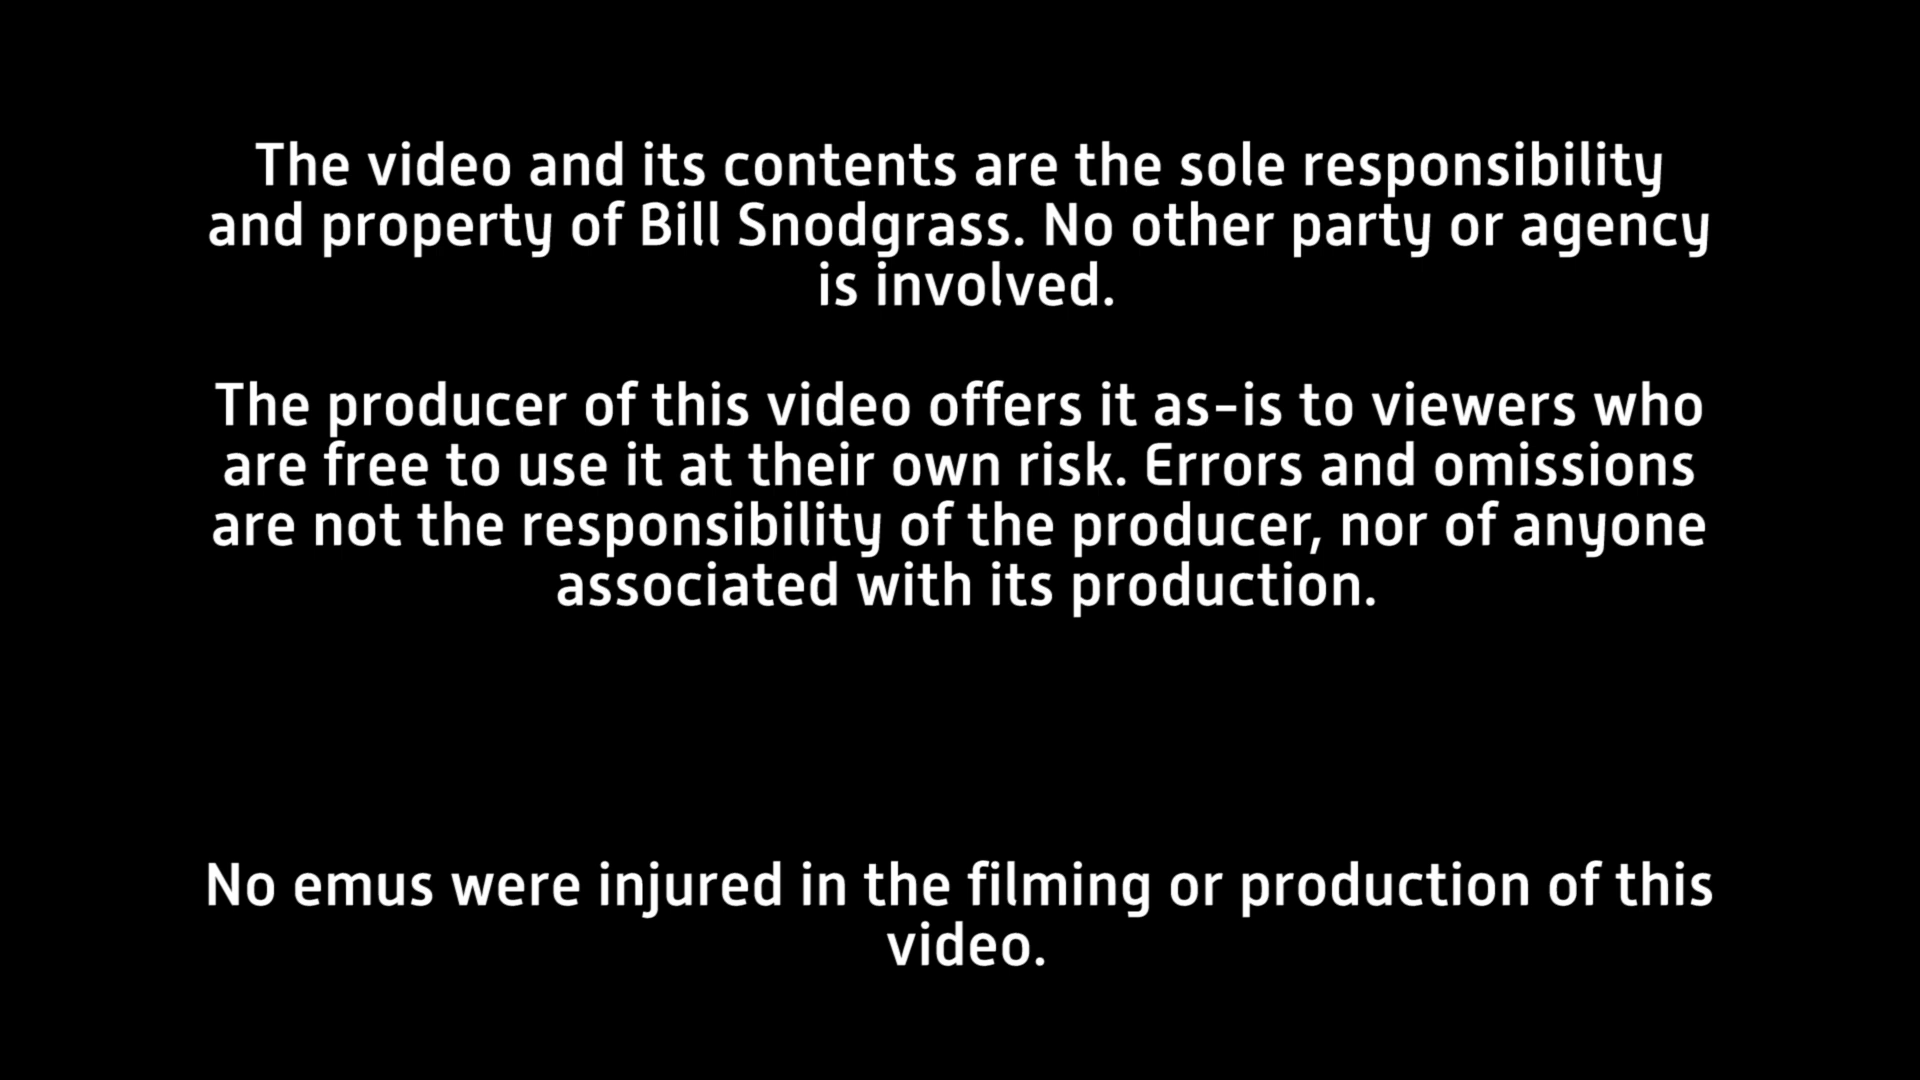 The video and its contents are the sole responsibility
and property of Bill Snodgrass. No other party or agency
is involved.
The producer of this video offers it as-is to viewers who
are free to use it at their own risk. Errors and omissions
are not the responsibility of the producer, nor of anyone
associated with its production.
No emus were injured in the filming or production of this
video.